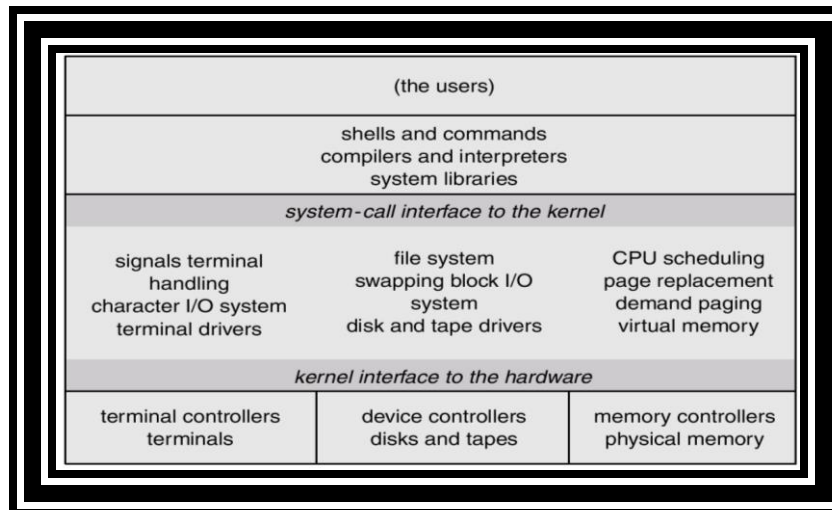 (the users)
shells and commands
compilers and interpreters
system libraries
system-call interface to the kernel
signals terminal
handling
character I/O system
terminal drivers
file system
swapping block I/O
system
disk and tape drivers
CPU scheduling
page replacement
demand paging
virtual memory
kernel interface to the hardware
terminal controllers
terminals
device controllers
disks and tapes
memory controllers
physical memory